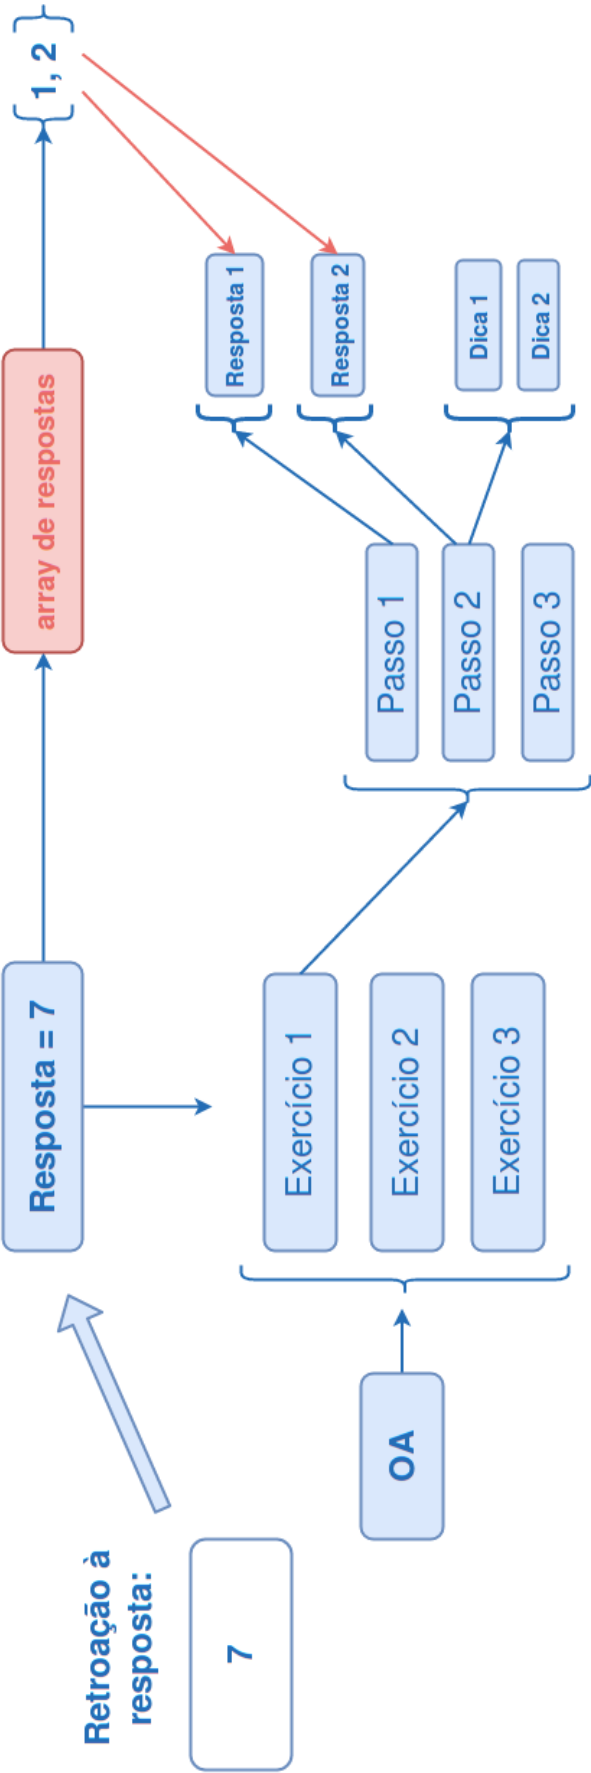 Retroação à
resposta:
7
Resposta = 7
array de respostas
{ 1, 2 }
OA
Exercício 1
Exercício 2
Exercício 3
Passo 1
Passo 2
Passo 3
Resposta 1
Resposta 2
Dica 1
Dica 2